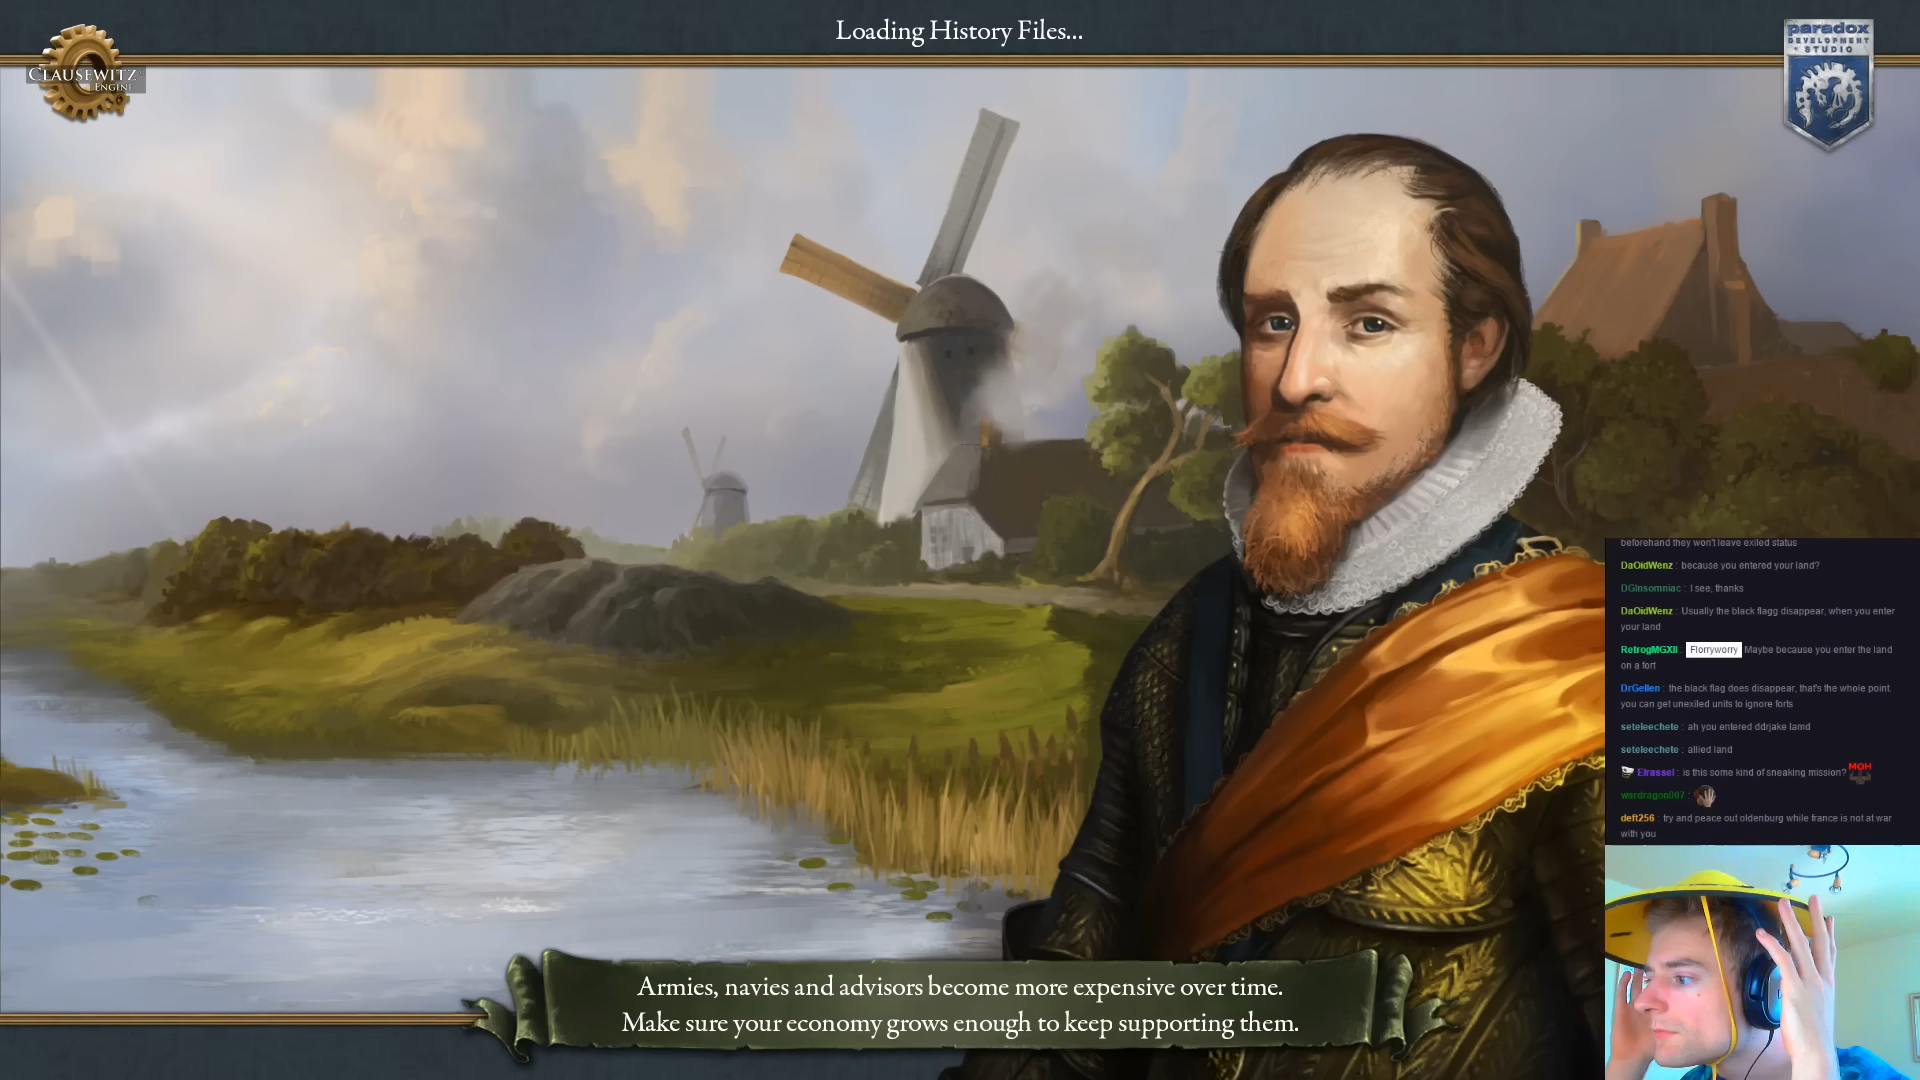 Loading History Files...
CLAUSEWITZ
ENGINE
paradox
DEVELOPMENT
STUDIO
beforehand they won't leave exiled status
DaOidWenz : because you entered your land?
DGInsomniac : I see, thanks
DaOidWenz : Usually the black flagg disappear, when you enter
your land
RetrogMGXII : Florryworry Maybe because you enter the land
on a fort
DrGellen : the black flag does disappear, that's the whole point.
you can get unexiled units to ignore forts
seteleechete : ah you entered ddrjake lamd
seteleechete : allied land
Elrassel : is this some kind of sneaking mission? MOH
wardragon007 :
deft256 : try and peace out oldenburg while france is not at war
with you
Armies, navies and advisors become more expensive over time.
Make sure your economy grows enough to keep supporting them.